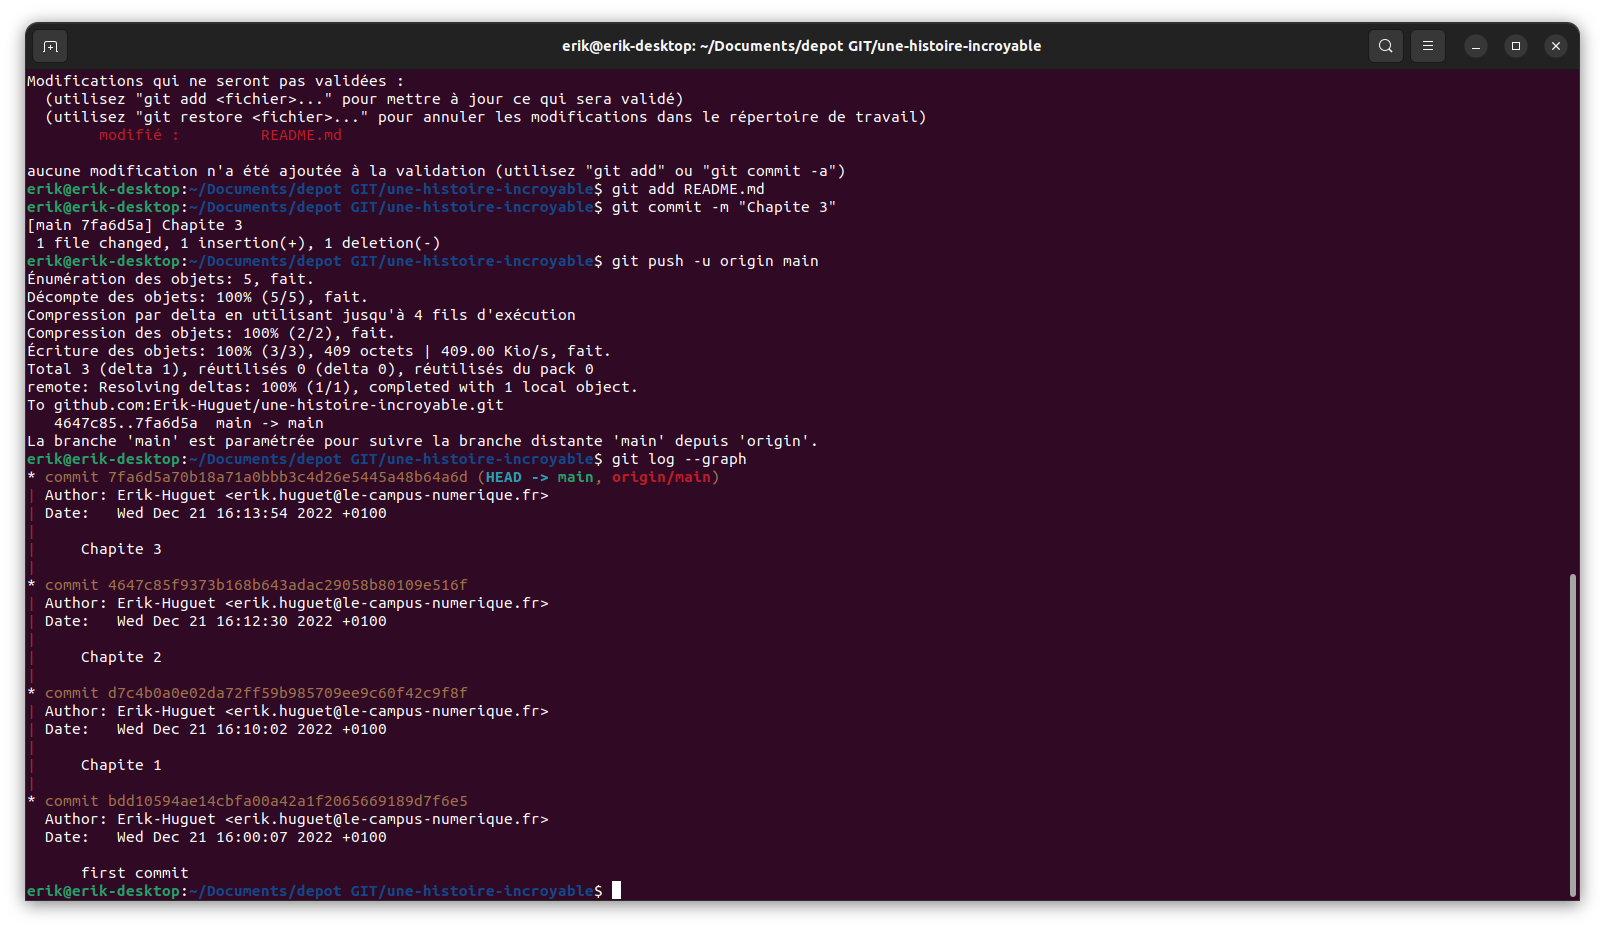 erik@erik-desktop: ~/Documents/depot GIT/une-histoire-incroyable
Modifications qui ne seront pas validées :
  (utilisez "git add <fichier>..." pour mettre à jour ce qui sera validé)
  (utilisez "git restore <fichier>..." pour annuler les modifications dans le répertoire de travail)
        modifié :         README.md

aucune modification n'a été ajoutée à la validation (utilisez "git add" ou "git commit -a")
erik@erik-desktop:~/Documents/depot GIT/une-histoire-incroyable$ git add README.md
erik@erik-desktop:~/Documents/depot GIT/une-histoire-incroyable$ git commit -m "Chapite 3"
[main 7fa6d5a] Chapite 3
 1 file changed, 1 insertion(+), 1 deletion(-)
erik@erik-desktop:~/Documents/depot GIT/une-histoire-incroyable$ git push -u origin main
Énumération des objets: 5, fait.
Décompte des objets: 100% (5/5), fait.
Compression par delta en utilisant jusqu'à 4 fils d'exécution
Compression des objets: 100% (2/2), fait.
Écriture des objets: 100% (3/3), 409 octets | 409.00 Kio/s, fait.
Total 3 (delta 1), réutilisés 0 (delta 0), réutilisés du pack 0
remote: Resolving deltas: 100% (1/1), completed with 1 local object.
To github.com:Erik-Huguet/une-histoire-incroyable.git
   4647c85..7fa6d5a  main -> main
La branche 'main' est paramétrée pour suivre la branche distante 'main' depuis 'origin'.
erik@erik-desktop:~/Documents/depot GIT/une-histoire-incroyable$ git log --graph
* commit 7fa6d5a70b18a71a0bbb3c4d26e5445a48b64a6d (HEAD -> main, origin/main)
| Author: Erik-Huguet <erik.huguet@le-campus-numerique.fr>
| Date:   Wed Dec 21 16:13:54 2022 +0100
|
|     Chapite 3
|
* commit 4647c85f9373b168b643adac29058b80109e516f
| Author: Erik-Huguet <erik.huguet@le-campus-numerique.fr>
| Date:   Wed Dec 21 16:12:30 2022 +0100
|
|     Chapite 2
|
* commit d7c4b0a0e02da72ff59b985709ee9c60f42c9f8f
| Author: Erik-Huguet <erik.huguet@le-campus-numerique.fr>
| Date:   Wed Dec 21 16:10:02 2022 +0100
|
|     Chapite 1
|
* commit bdd10594ae14cbfa00a42a1f2065669189d7f6e5
  Author: Erik-Huguet <erik.huguet@le-campus-numerique.fr>
  Date:   Wed Dec 21 16:00:07 2022 +0100

      first commit
erik@erik-desktop:~/Documents/depot GIT/une-histoire-incroyable$